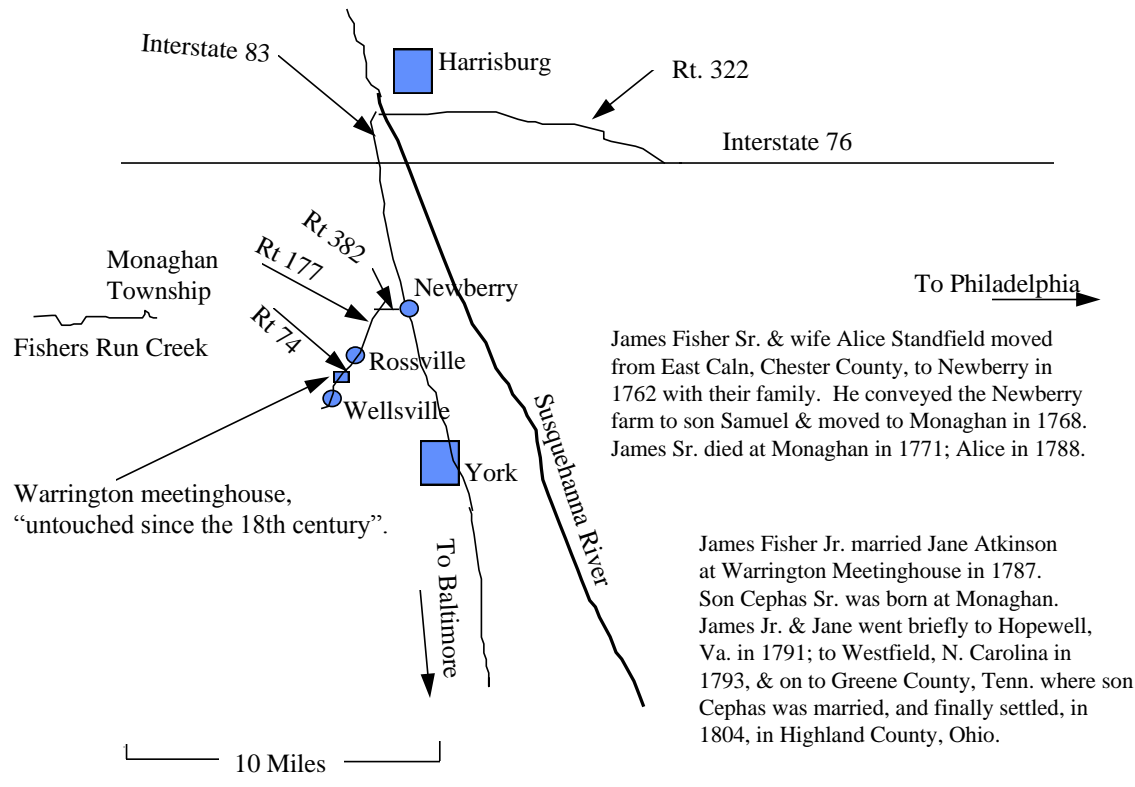 Interstate 83
Harrisburg
Rt. 322
Interstate 76
Rt 382
Rt 177
Monaghan
Township
Newberry
To Philadelphia
Rt 74
Fishers Run Creek
Rossville
Wellsville
James Fisher Sr. & wife Alice Standfield moved
from East Caln, Chester County, to Newberry in
1762 with their family.  He conveyed the Newberry
farm to son Samuel & moved to Monaghan in 1768.
James Sr. died at Monaghan in 1771; Alice in 1788.
Susquehanna River
York
Warrington meetinghouse,
“untouched since the 18th century”.
To Baltimore
James Fisher Jr. married Jane Atkinson
at Warrington Meetinghouse in 1787.
Son Cephas Sr. was born at Monaghan.
James Jr. & Jane went briefly to Hopewell,
Va. in 1791; to Westfield, N. Carolina in
1793, & on to Greene County, Tenn. where son
Cephas was married, and finally settled, in
1804, in Highland County, Ohio.
10 Miles